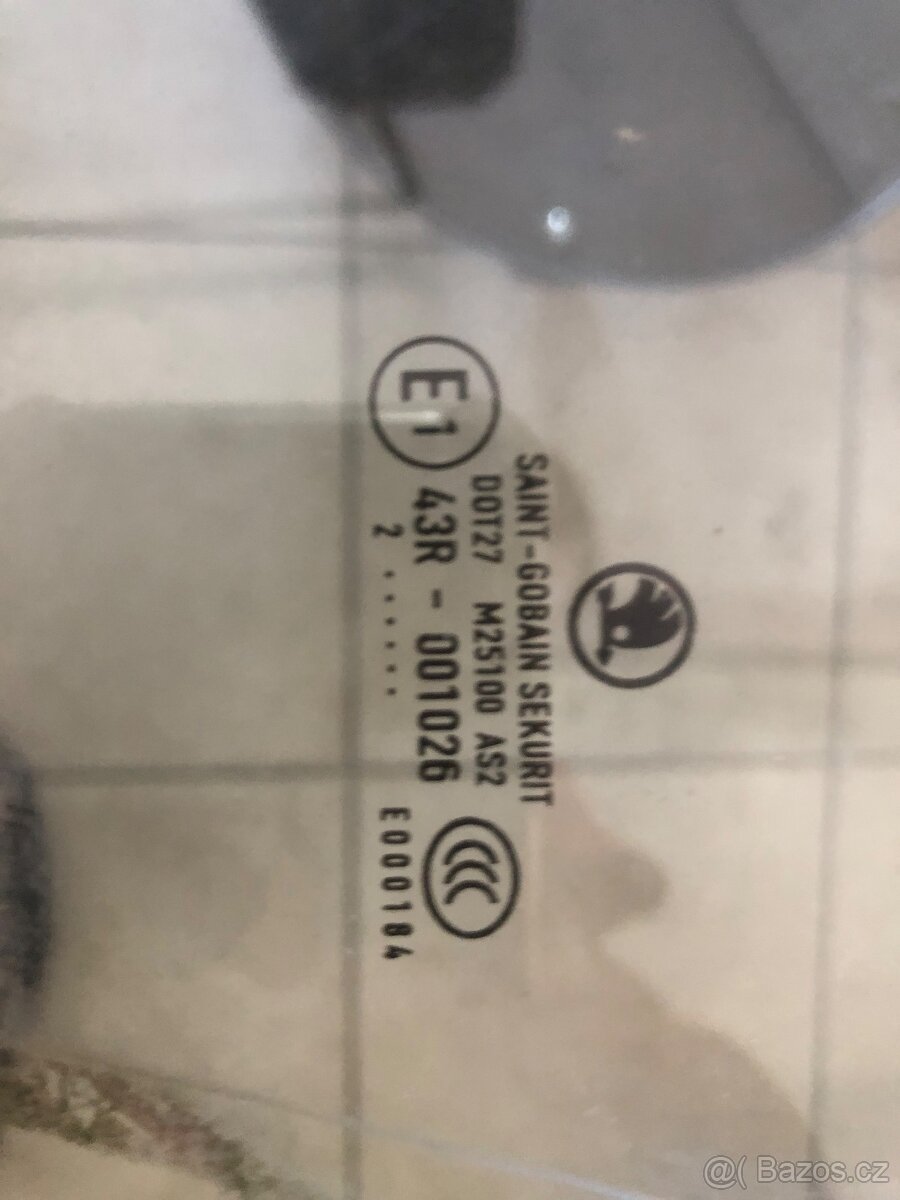 SAINT-GOBAIN SEKURIT
DOT27 M25100 AS2
E1 43R - 001026
2 ......
E000184
@( Bazos.cz